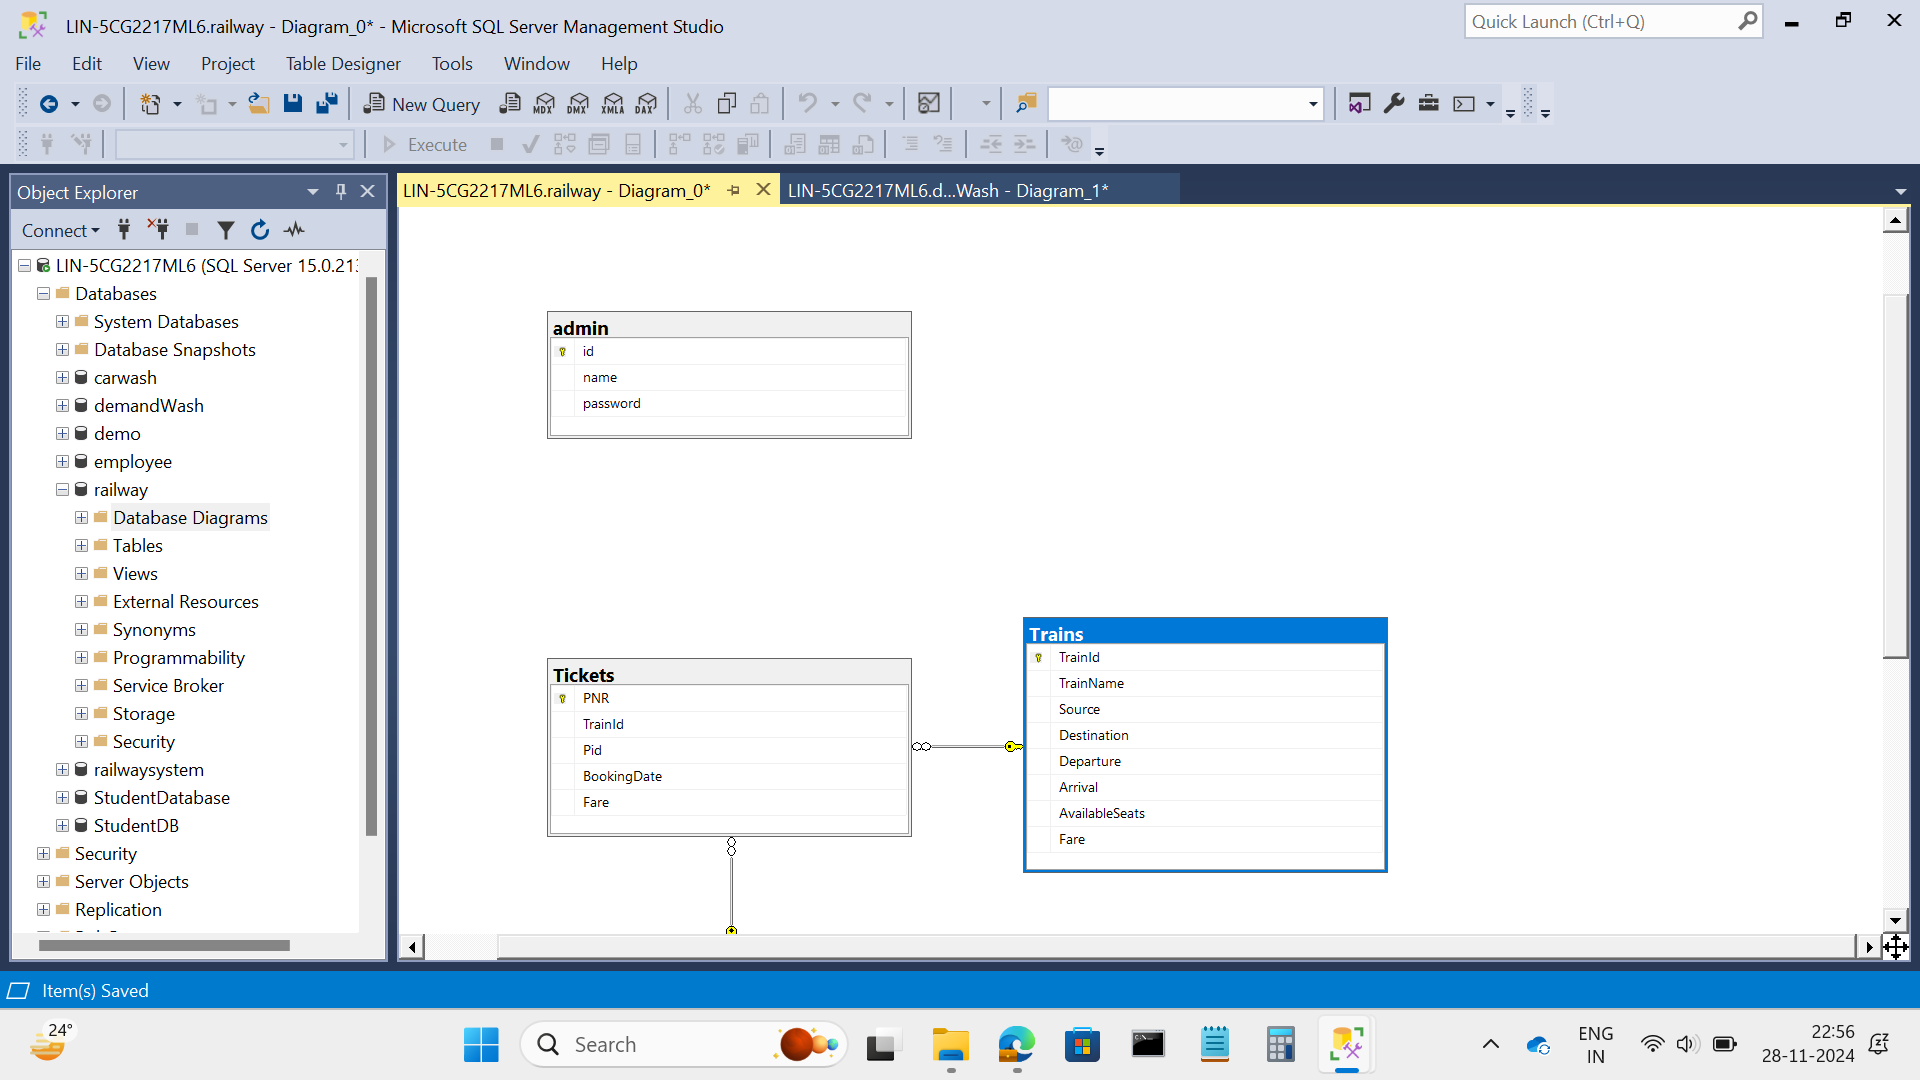 LIN-5CG2217ML6.railway - Diagram_0* - Microsoft SQL Server Management Studio
Quick Launch (Ctrl+Q)
File Edit View Project Table Designer Tools Window Help
New Query MDX DMX XMLA DAX
Execute
Object Explorer
LIN-5CG2217ML6.railway - Diagram_0*
LIN-5CG2217ML6.d...Wash - Diagram_1*
Connect
LIN-5CG2217ML6 (SQL Server 15.0.213
Databases
System Databases
Database Snapshots
carwash
demandWash
demo
employee
railway
Database Diagrams
Tables
Views
External Resources
Synonyms
Programmability
Service Broker
Storage
Security
railwaysystem
StudentDatabase
StudentDB
Security
Server Objects
Replication
admin
id
name
password
Tickets
PNR
TrainId
Pid
BookingDate
Fare
Trains
TrainId
TrainName
Source
Destination
Departure
Arrival
AvailableSeats
Fare
Item(s) Saved
24°
Search
ENG
IN
22:56
28-11-2024